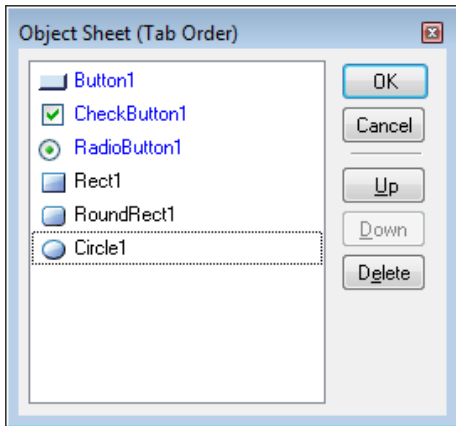 Object Sheet (Tab Order)
Button1
CheckButton1
RadioButton1
Rect1
RoundRect1
Circle1
OK
Cancel
Up
Down
Delete